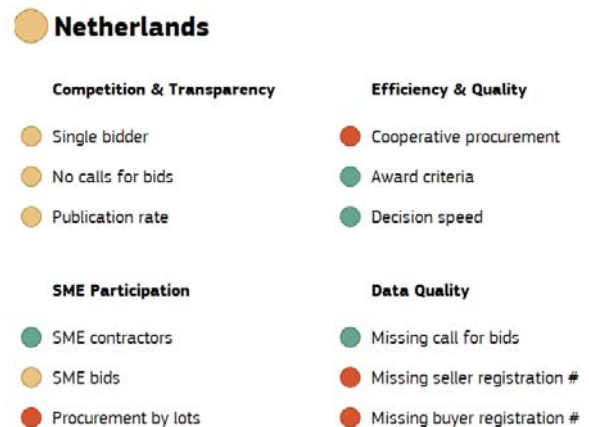 Netherlands
Competition & Transparency
Single bidder
No calls for bids
Publication rate
Efficiency & Quality
Cooperative procurement
Award criteria
Decision speed
SME Participation
SME contractors
SME bids
Procurement by lots
Data Quality
Missing call for bids
Missing seller registration #
Missing buyer registration #